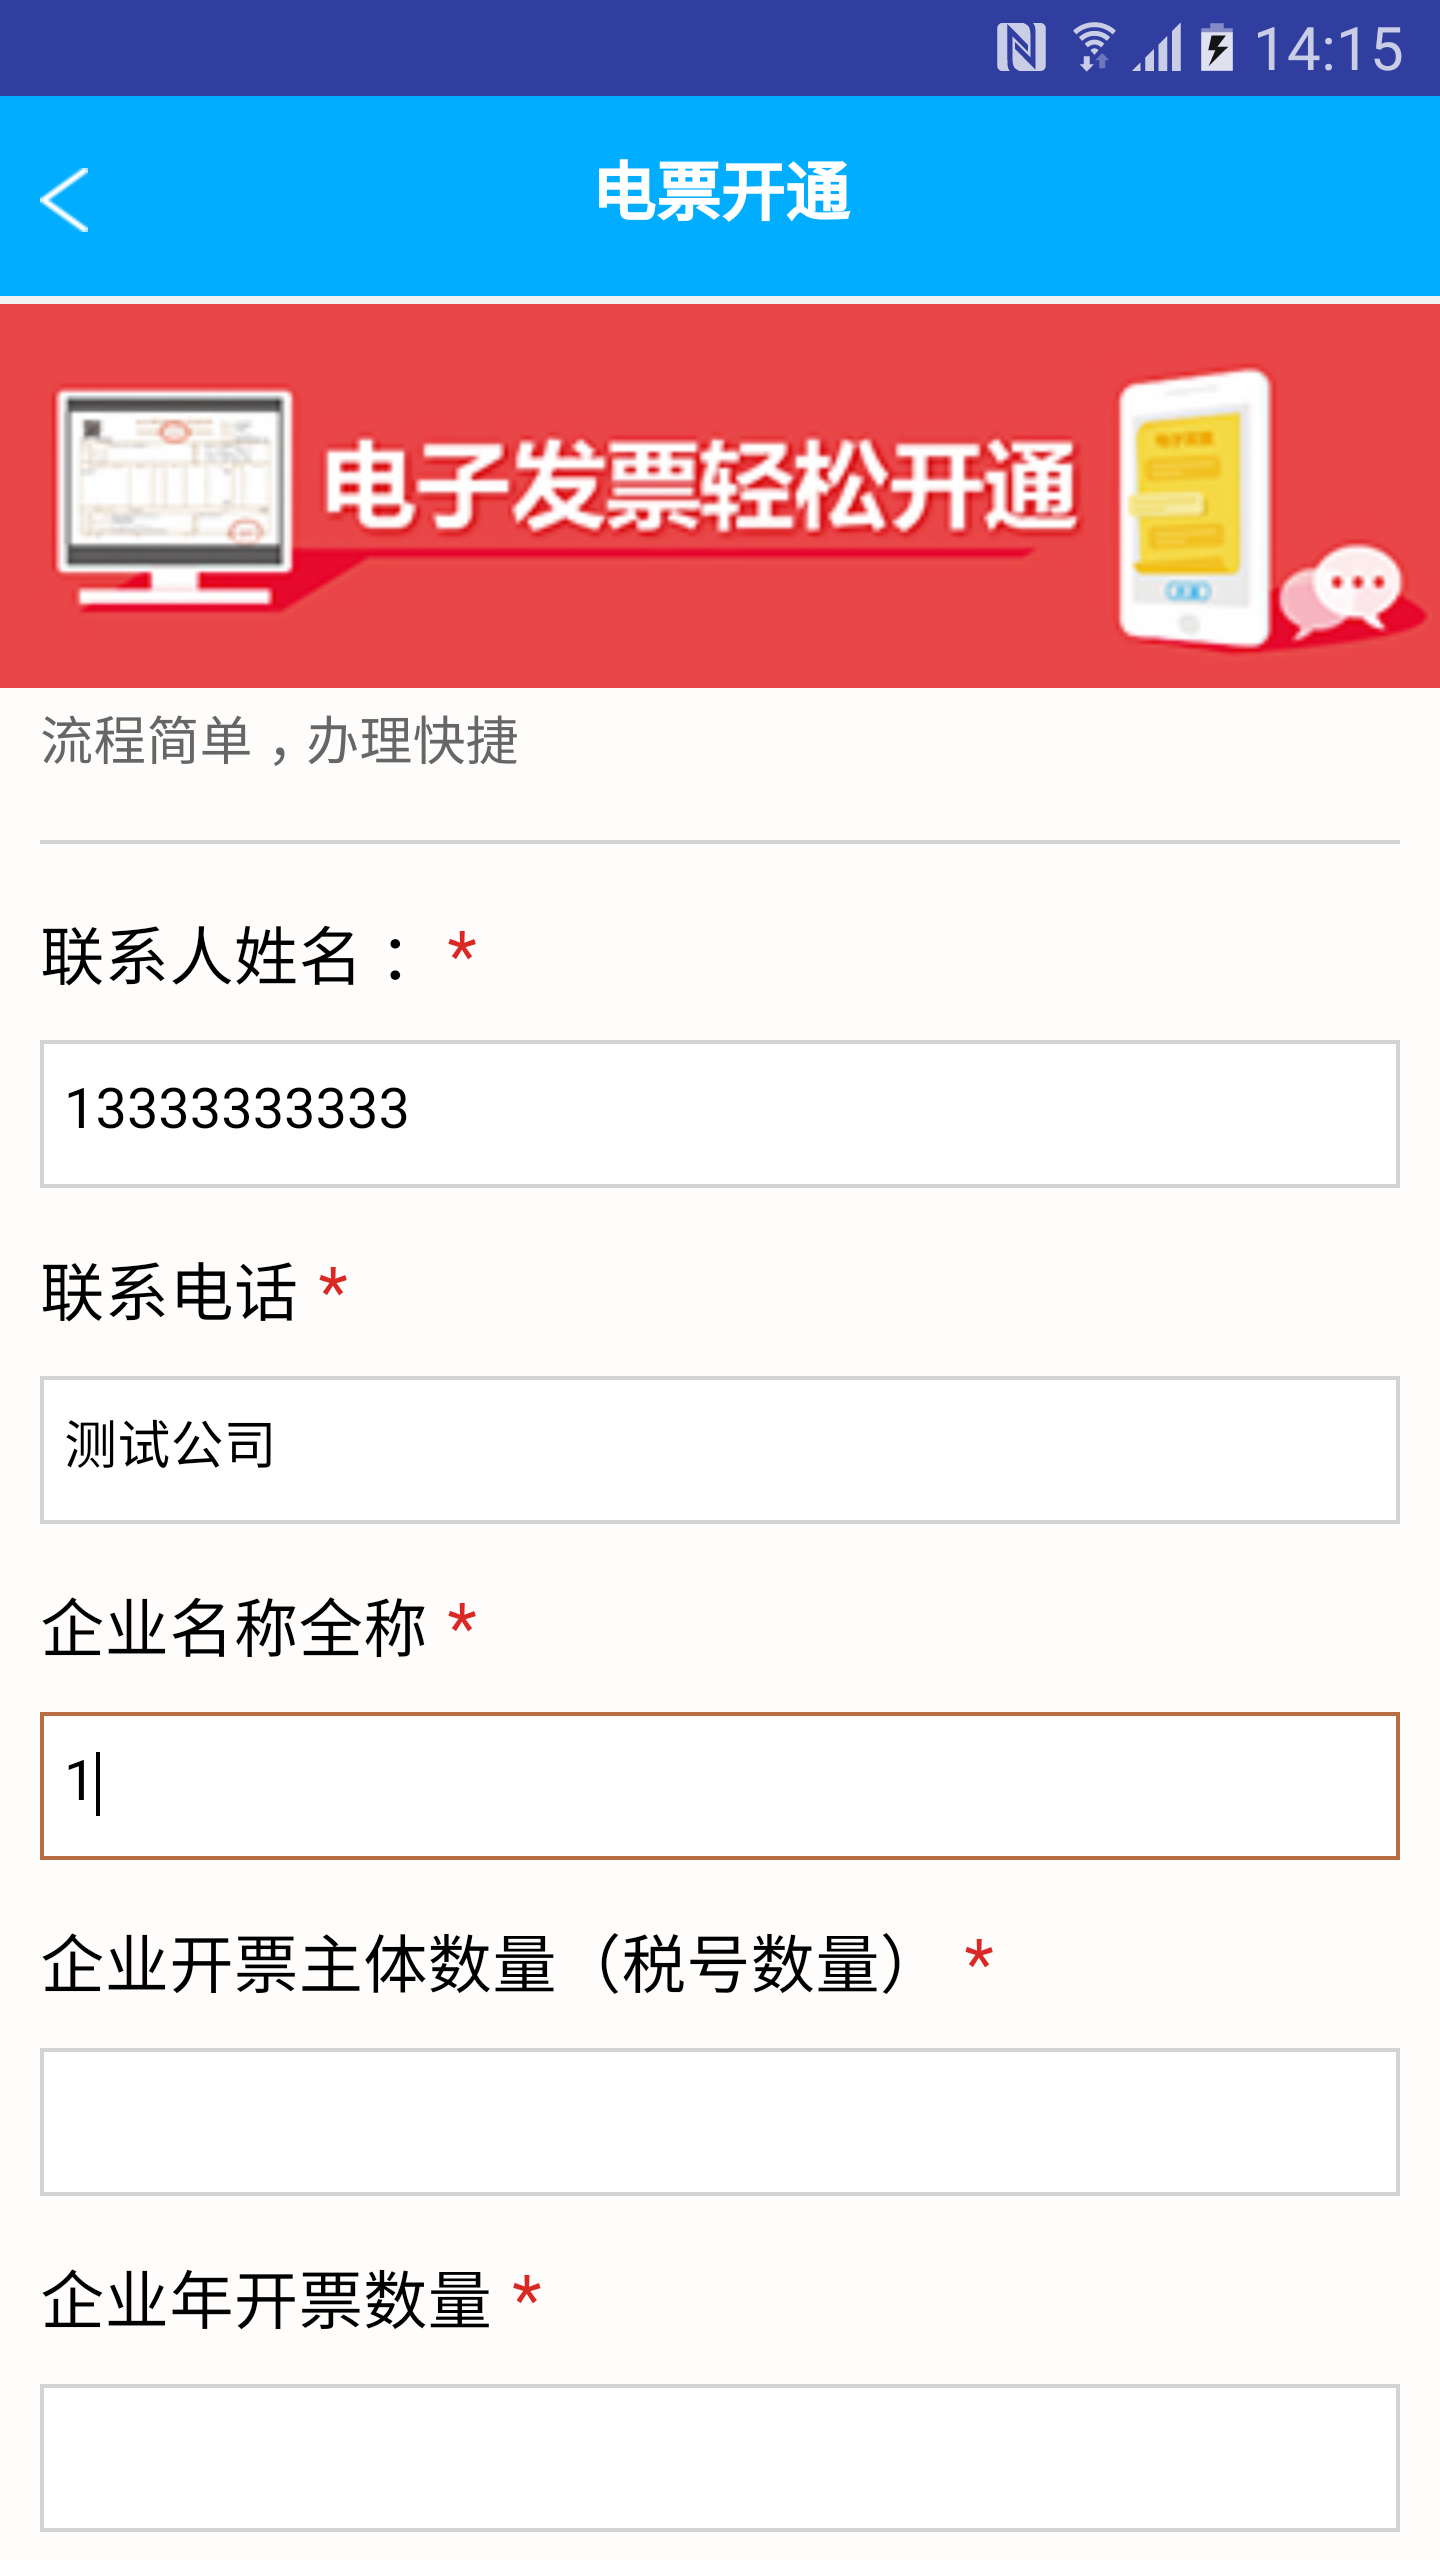 14:15
电票开通
电子发票轻松开通
流程简单，办理快捷
联系人姓名： *
13333333333
联系电话 *
测试公司
企业名称全称 *
1
企业开票主体数量（税号数量） *
企业年开票数量 *